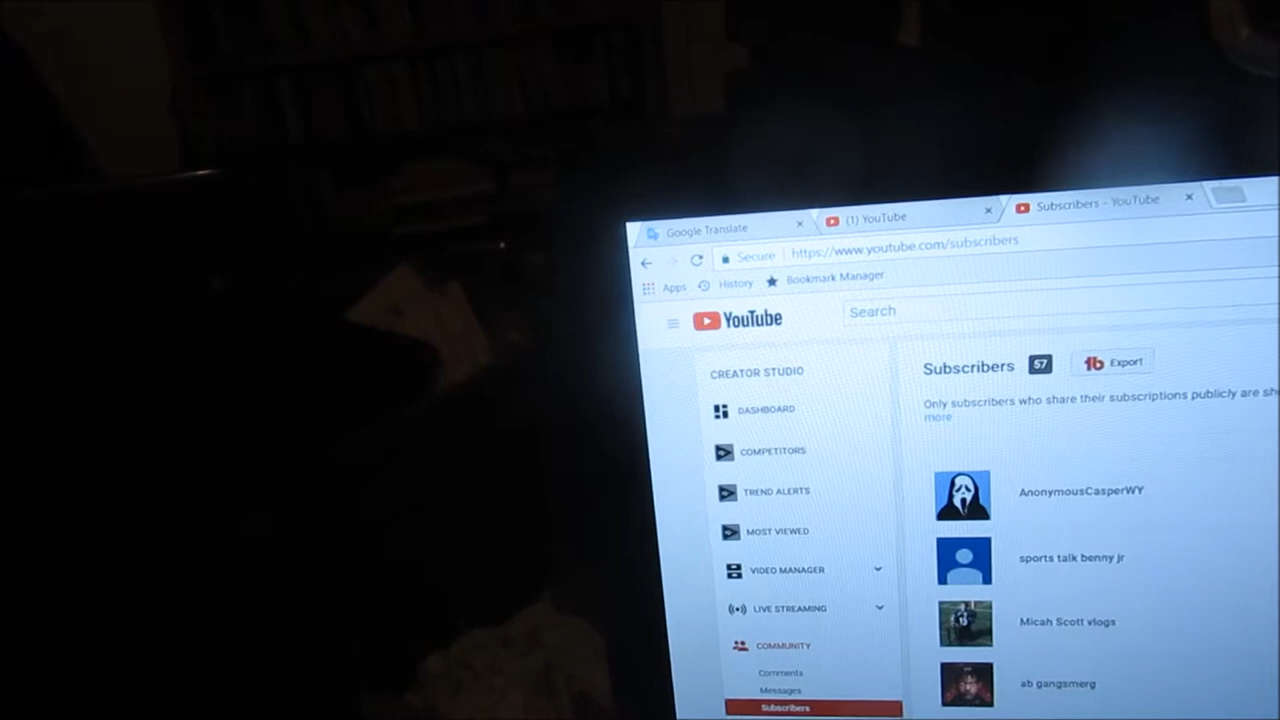 Google Translate
(1) YouTube
Subscribers - YouTube
Secure
https://www.youtube.com/subscribers
Apps
History
Bookmark Manager
YouTube
Search
CREATOR STUDIO
DASHBOARD
COMPETITORS
TREND ALERTS
MOST VIEWED
VIDEO MANAGER
LIVE STREAMING
COMMUNITY
Comments
Messages
Subscribers
Subscribers 57
tb Export
Only subscribers who share their subscriptions publicly are
more
AnonymousCasperWY
sports talk benny jr
Micah Scott vlogs
ab gangsmerg